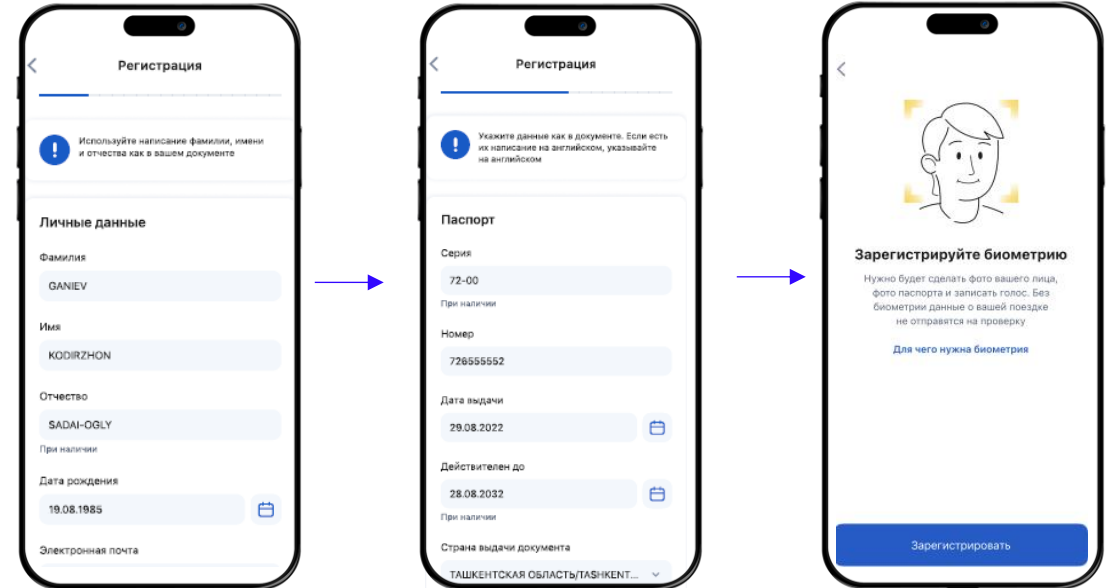 Регистрация
Используйте написание фамилии, имени
и отчества как в вашем документе
Личные данные
Фамилия
GANIEV
Имя
KODIRZHON
Отчество
SADAI-OGLY
При наличии
Дата рождения
19.08.1985
Электронная почта
Регистрация
Укажите данные как в документе. Если есть
их написание на английском, указывайте
на английском
Паспорт
Серия
72-00
При наличии
Номер
726555552
Дата выдачи
29.08.2022
Действителен до
28.08.2032
При наличии
Страна выдачи документа
ТАШКЕНТСКАЯ ОБЛАСТЬ/TASHKENT...
Зарегистрируйте биометрию
Нужно будет сделать фото вашего лица,
фото паспорта и записать голос. Без
биометрии данные о вашей поездке
не отправятся на проверку
Для чего нужна биометрия
Зарегистрировать